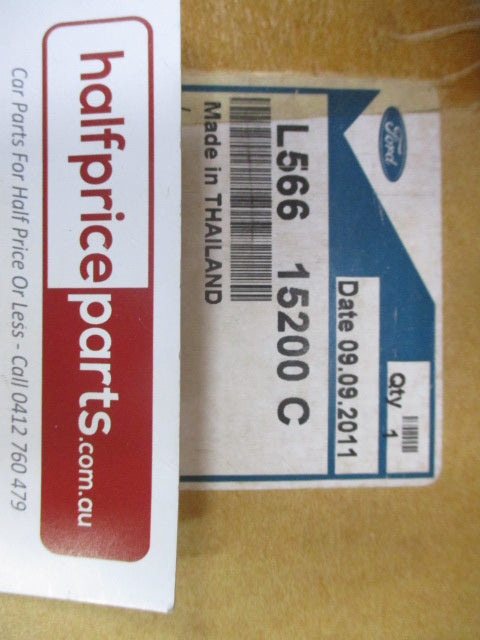 halfpriceparts.com.au
Car Parts For Half Price Or Less - Call 0412 760 479
Ford
Qty 1
Date 09.09.2011
L566 15200 C
Made in THAILAND